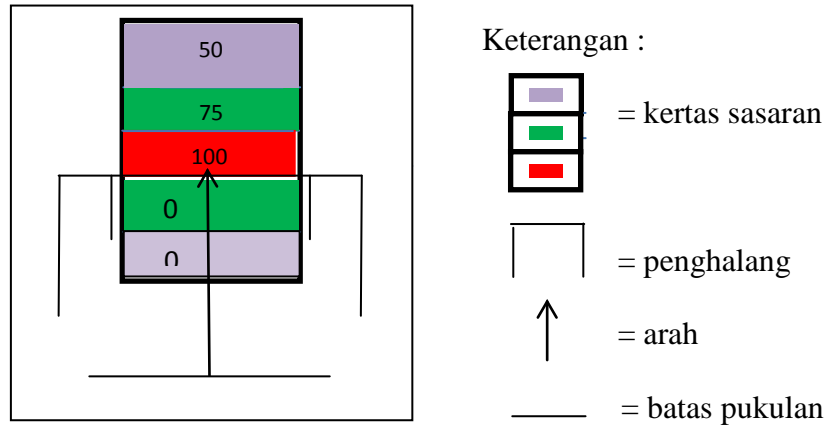 50
75
100
0
0
Keterangan :
= kertas sasaran
= penghalang
= arah
= batas pukulan